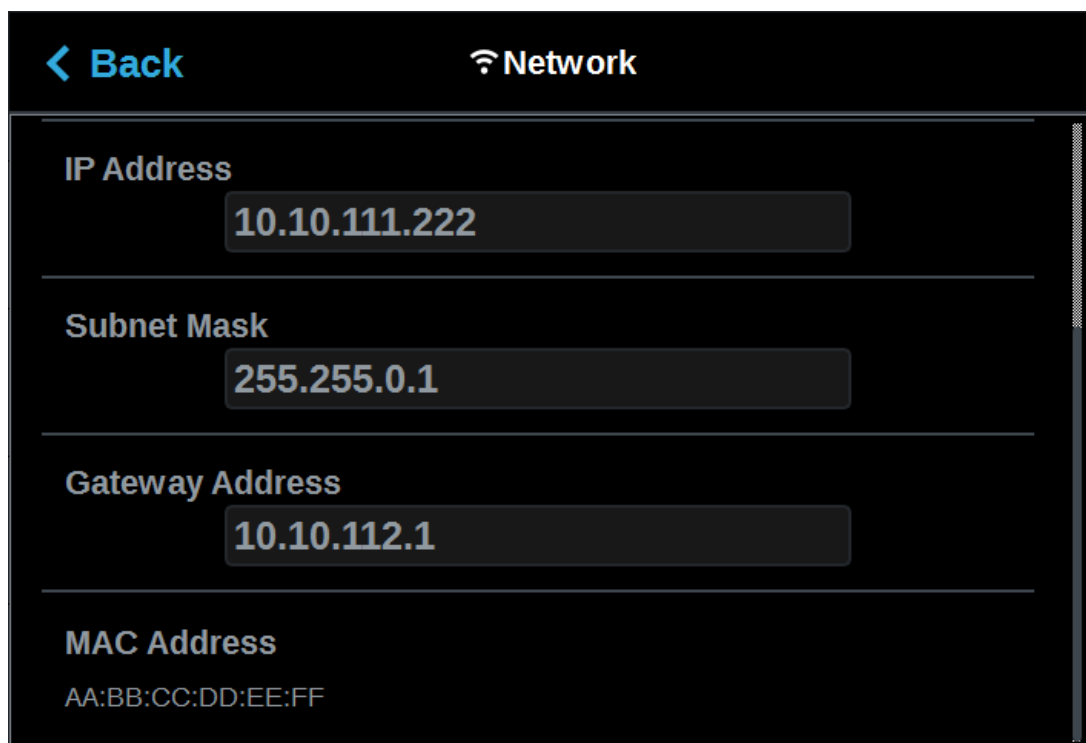 Back
Network
IP Address
10.10.111.222
Subnet Mask
255.255.0.1
Gateway Address
10.10.112.1
MAC Address
AA:BB:CC:DD:EE:FF